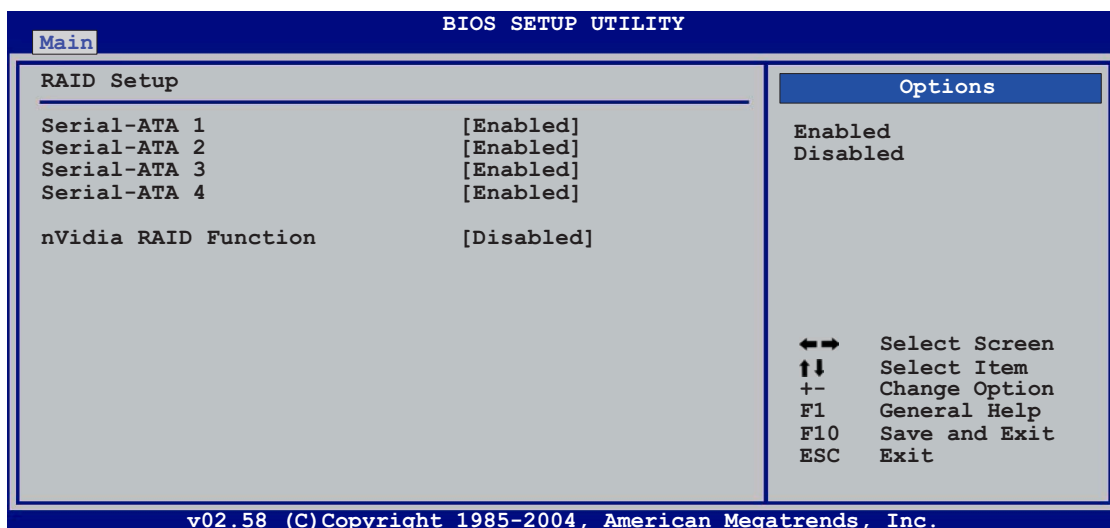 BIOS SETUP UTILITY
Main
RAID Setup
Serial-ATA 1 [Enabled]
Serial-ATA 2 [Enabled]
Serial-ATA 3 [Enabled]
Serial-ATA 4 [Enabled]
nVidia RAID Function [Disabled]
Options
Enabled
Disabled
Select Screen
Select Item
+- Change Option
F1 General Help
F10 Save and Exit
ESC Exit
v02.58 (C)Copyright 1985-2004, American Megatrends, Inc.